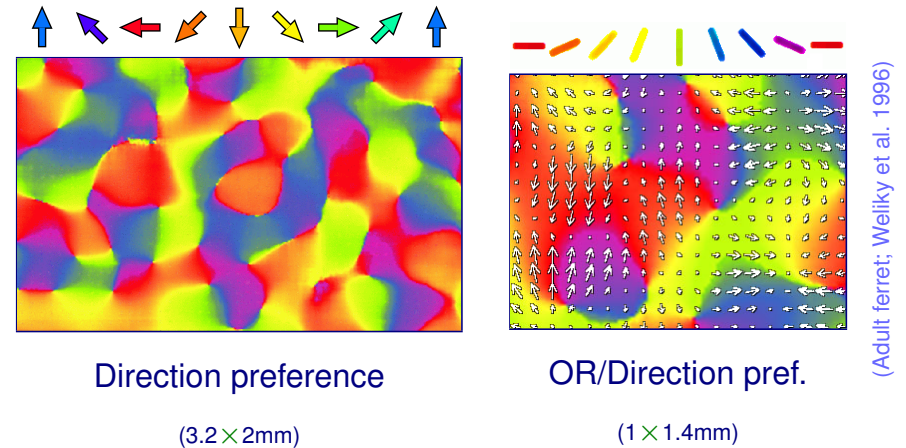 Direction preference
(3.2 × 2mm)
OR/Direction pref.
(1 × 1.4mm)
(Adult ferret; Weliky et al. 1996)